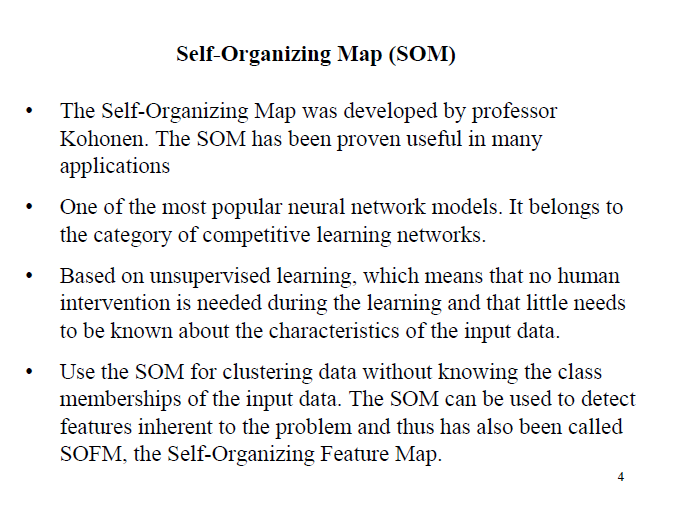 Self-Organizing Map (SOM)
• The Self-Organizing Map was developed by professor
Kohonen. The SOM has been proven useful in many
applications
• One of the most popular neural network models. It belongs to
the category of competitive learning networks.
• Based on unsupervised learning, which means that no human
intervention is needed during the learning and that little needs
to be known about the characteristics of the input data.
• Use the SOM for clustering data without knowing the class
memberships of the input data. The SOM can be used to detect
features inherent to the problem and thus has also been called
SOFM, the Self-Organizing Feature Map.
4